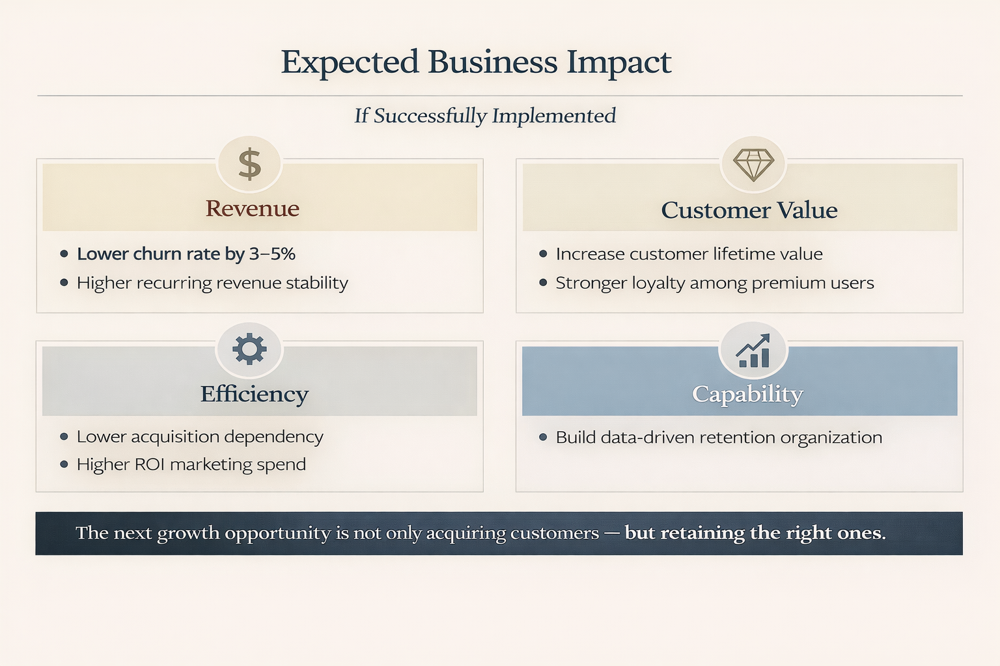 Expected Business Impact
If Successfully Implemented
$
Revenue
• Lower churn rate by 3–5%
• Higher recurring revenue stability
Customer Value
• Increase customer lifetime value
• Stronger loyalty among premium users
Efficiency
• Lower acquisition dependency
• Higher ROI marketing spend
Capability
• Build data-driven retention organization
The next growth opportunity is not only acquiring customers — but retaining the right ones.